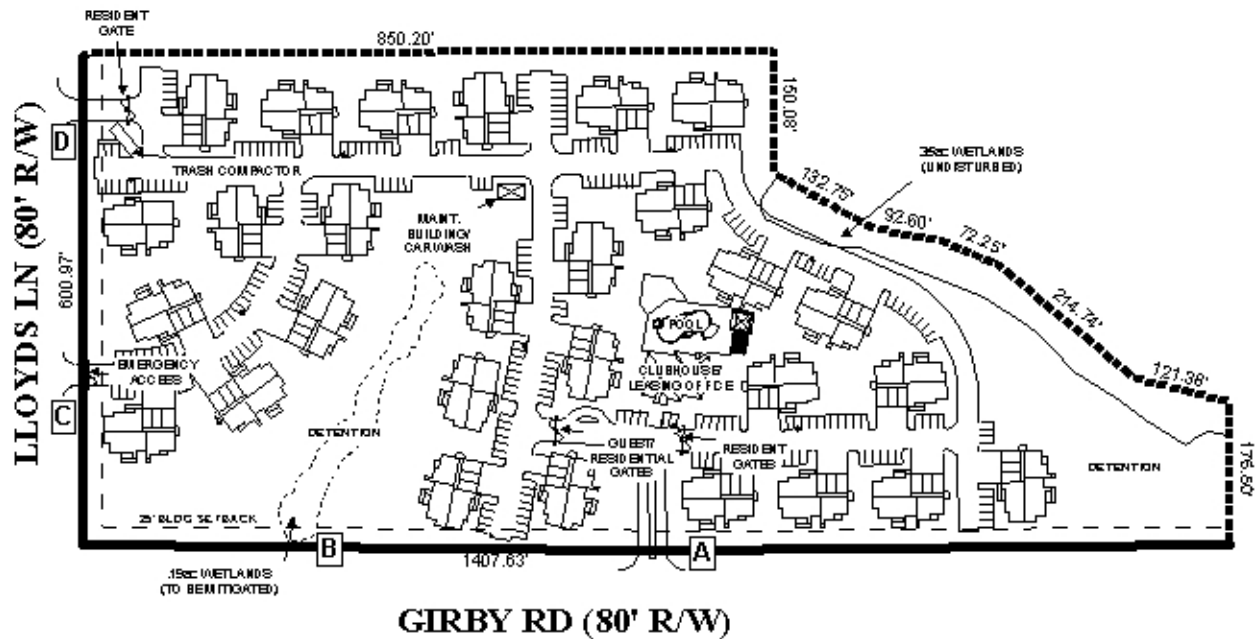 RESIDENT
GATE
850.20'
150.08'
D
.35ac WETLANDS
(UNDISTURBED)
TRASH COMPACTOR
132.75'
92.60'
72.25'
MAINT.
BUILDING/
CARWASH
LLOYDS LN (80' R/W)
600.97'
214.74'
POOL
EMERGENCY
ACCESS
CLUBHOUSE/
LEASING OFFICE
121.38'
C
DETENTION
GUEST/
RESIDENTIAL
GATES
RESIDENT
GATES
DETENTION
176.80'
25' BLDG SETBACK
B
A
1407.63'
.19ac WETLANDS
(TO BE MITIGATED)
GIRBY RD (80' R/W)